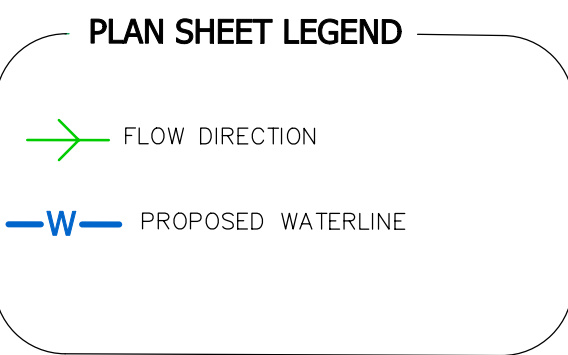 PLAN SHEET LEGEND
FLOW DIRECTION
W PROPOSED WATERLINE